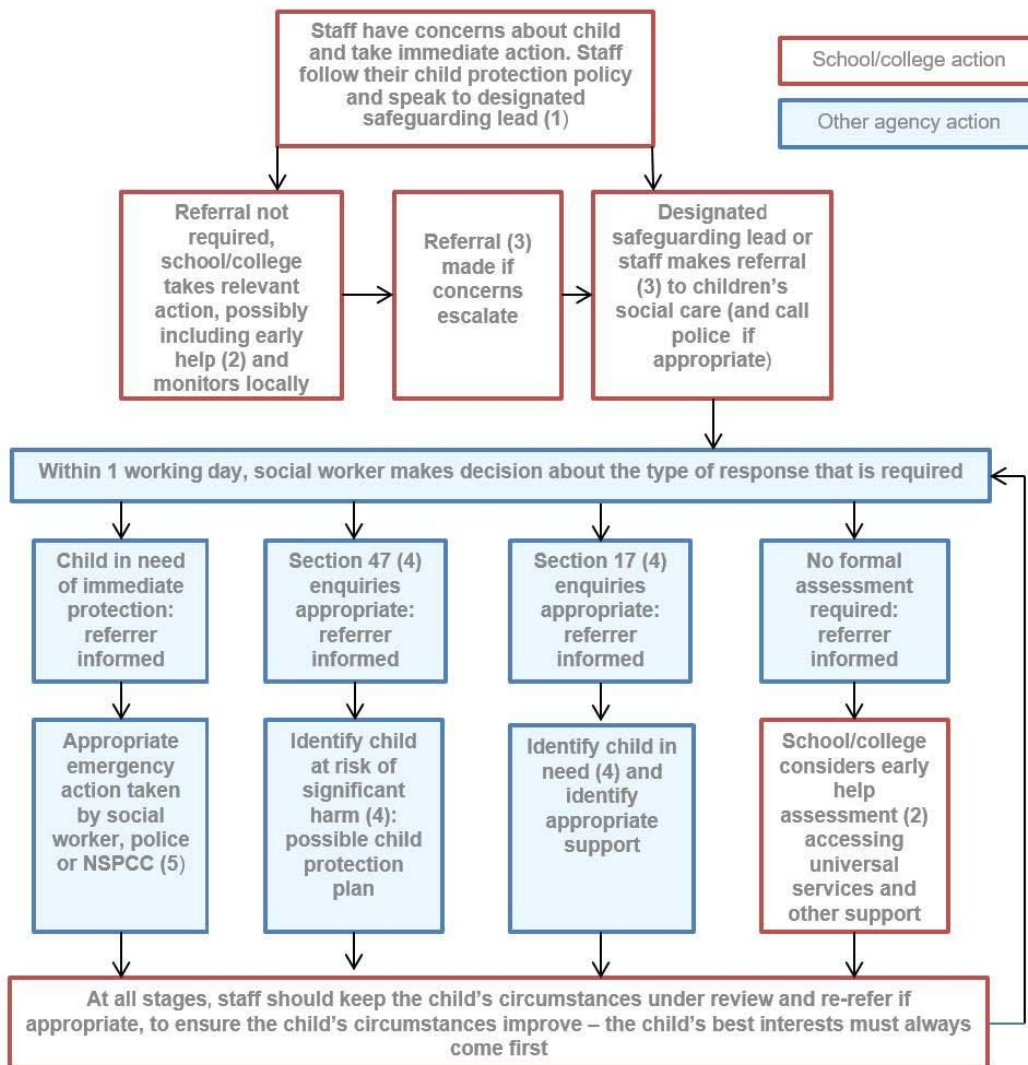 Staff have concerns about child
and take immediate action. Staff
follow their child protection policy
and speak to designated
safeguarding lead (1)
School/college action
Other agency action
Referral not
required,
school/college
takes relevant
action, possibly
including early
help (2) and
monitors locally
Referral (3)
made if
concerns
escalate
Designated
safeguarding lead or
staff makes referral
(3) to children's
social care (and call
police if
appropriate)
Within 1 working day, social worker makes decision about the type of response that is required
Child in need
of immediate
protection:
referrer
informed
Section 47 (4)
enquiries
appropriate:
referrer
informed
Section 17 (4)
enquiries
appropriate:
referrer
informed
No formal
assessment
required:
referrer
informed
Appropriate
emergency
action taken
by social
worker, police
or NSPCC (5)
Identify child
at risk of
significant
harm (4):
possible child
protection
plan
Identify child in
need (4) and
identify
appropriate
support
School/college
considers early
help
assessment (2)
accessing
universal
services and
other support
At all stages, staff should keep the child's circumstances under review and re-refer if
appropriate, to ensure the child's circumstances improve – the child's best interests must always
come first